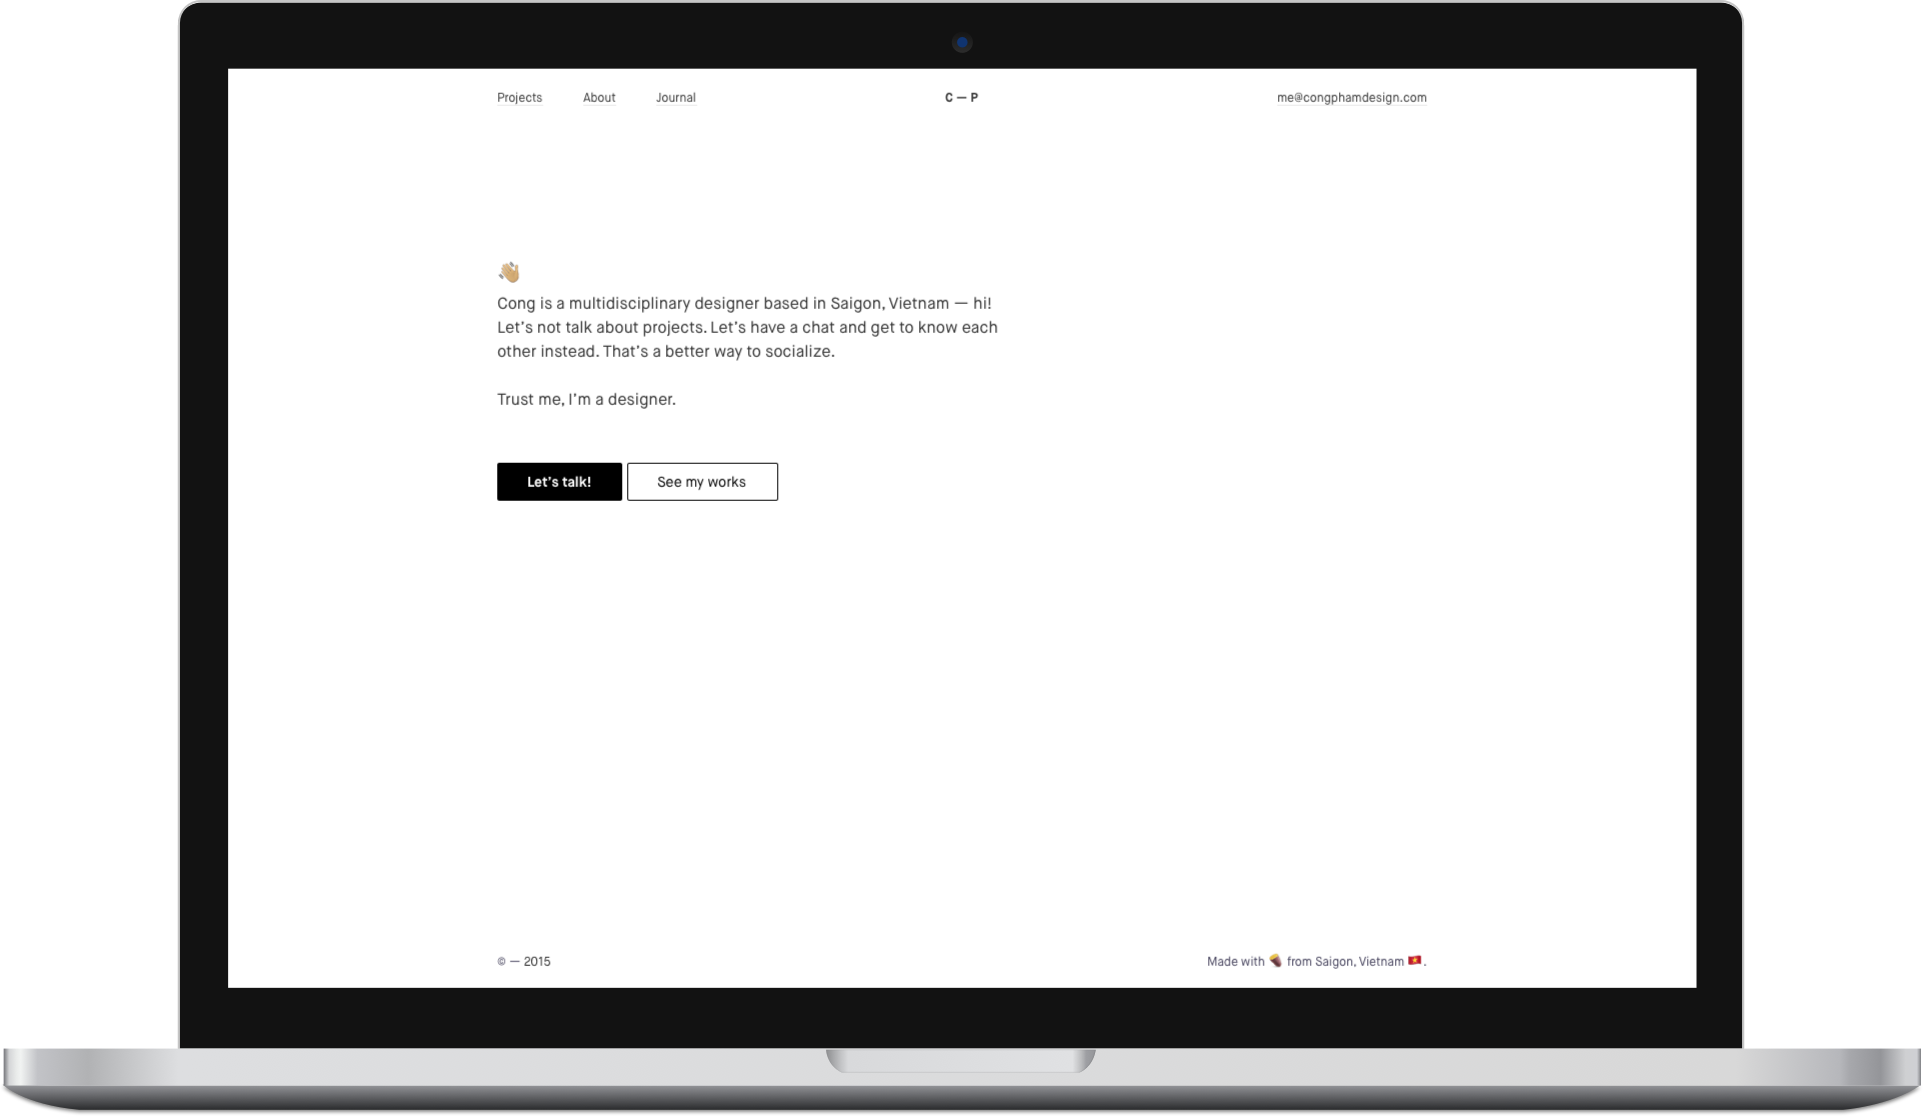 Projects About Journal C — P me@congphamdesign.com
👋🏼
Cong is a multidisciplinary designer based in Saigon, Vietnam — hi!
Let’s not talk about projects. Let’s have a chat and get to know each
other instead. That’s a better way to socialize.
Trust me, I’m a designer.
Let’s talk! See my works
© — 2015 Made with 🍠 from Saigon, Vietnam 🇻🇳.